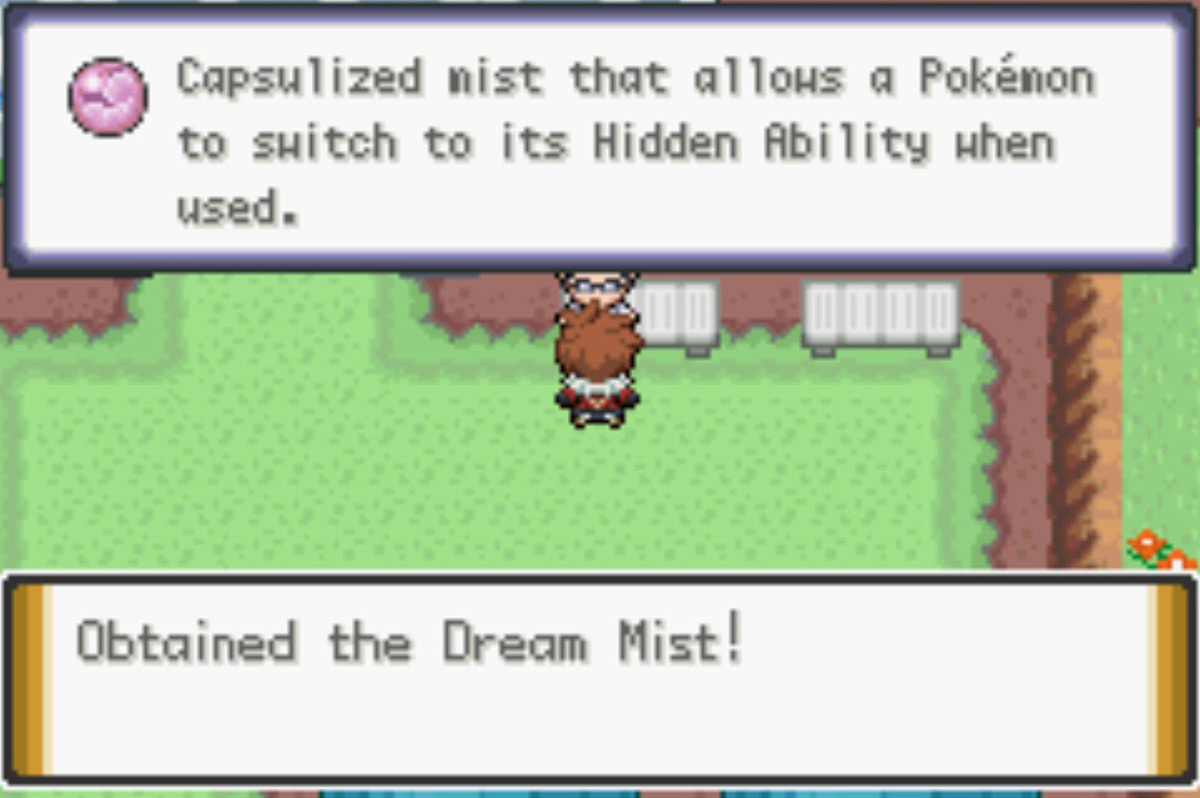 Capsulized mist that allows a Pokémon
to switch to its Hidden Ability when
used.
Obtained the Dream Mist!